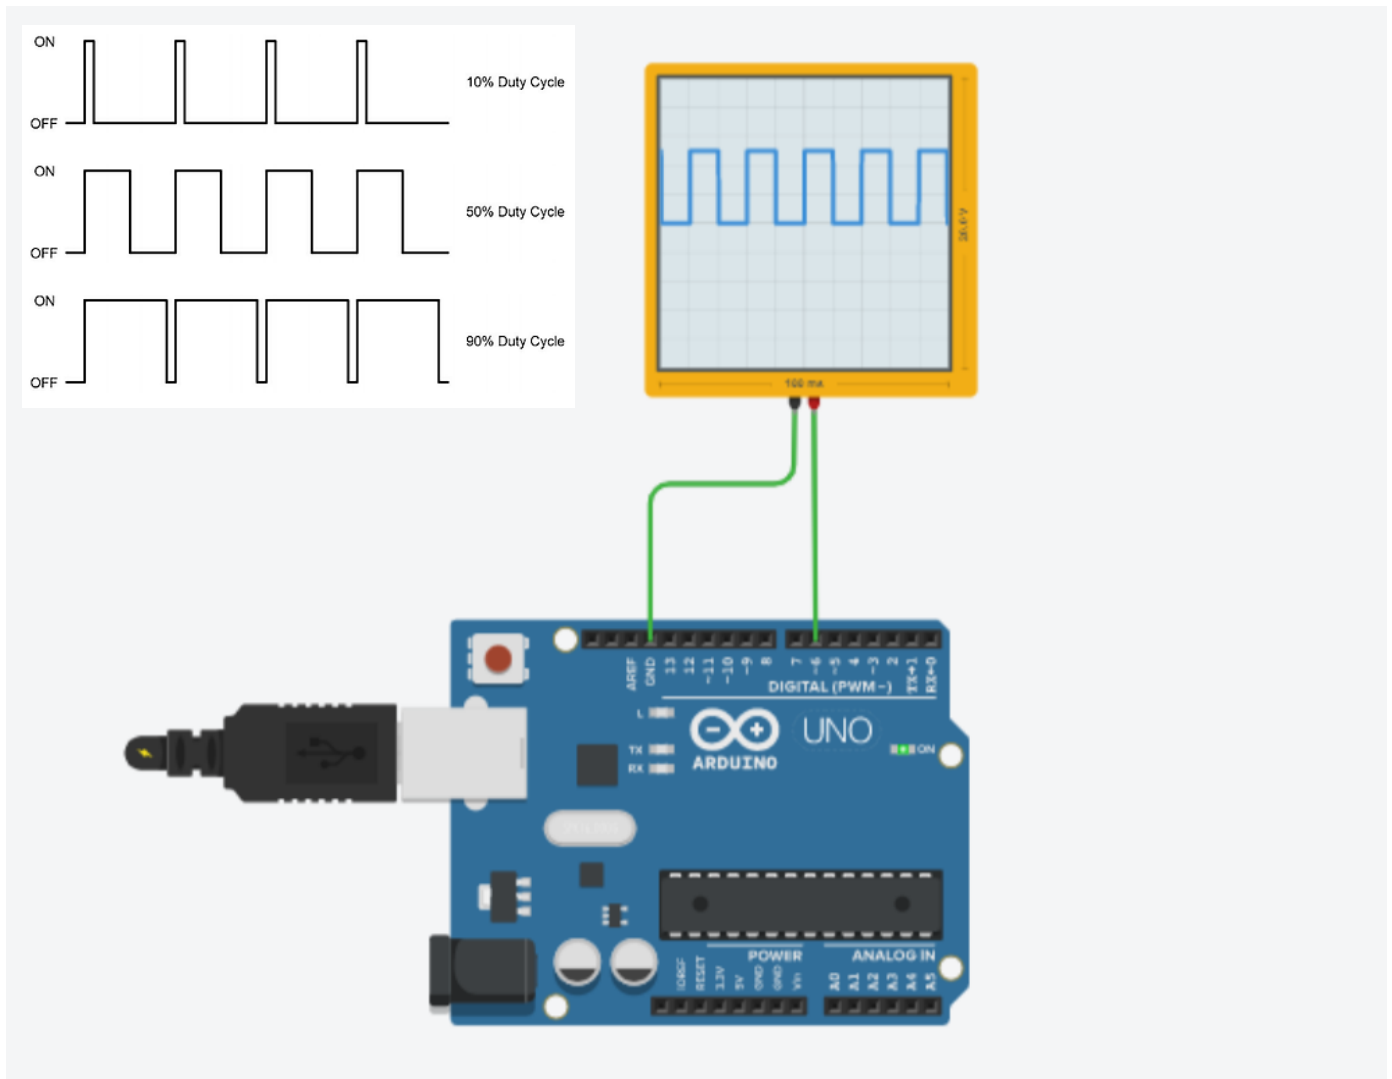 ON
10% Duty Cycle
OFF
ON
50% Duty Cycle
OFF
ON
90% Duty Cycle
OFF
100 ms
AREF
GND
13
12
~11
~10
~9
8
7
~6
~5
4
~3
2
TX→1
RX←0
DIGITAL (PWM~)
L
TX
RX
UNO
ARDUINO
ON
POWER
ANALOG IN
IOREF
RESET
3.3V
5V
GND
GND
Vin
A0
A1
A2
A3
A4
A5